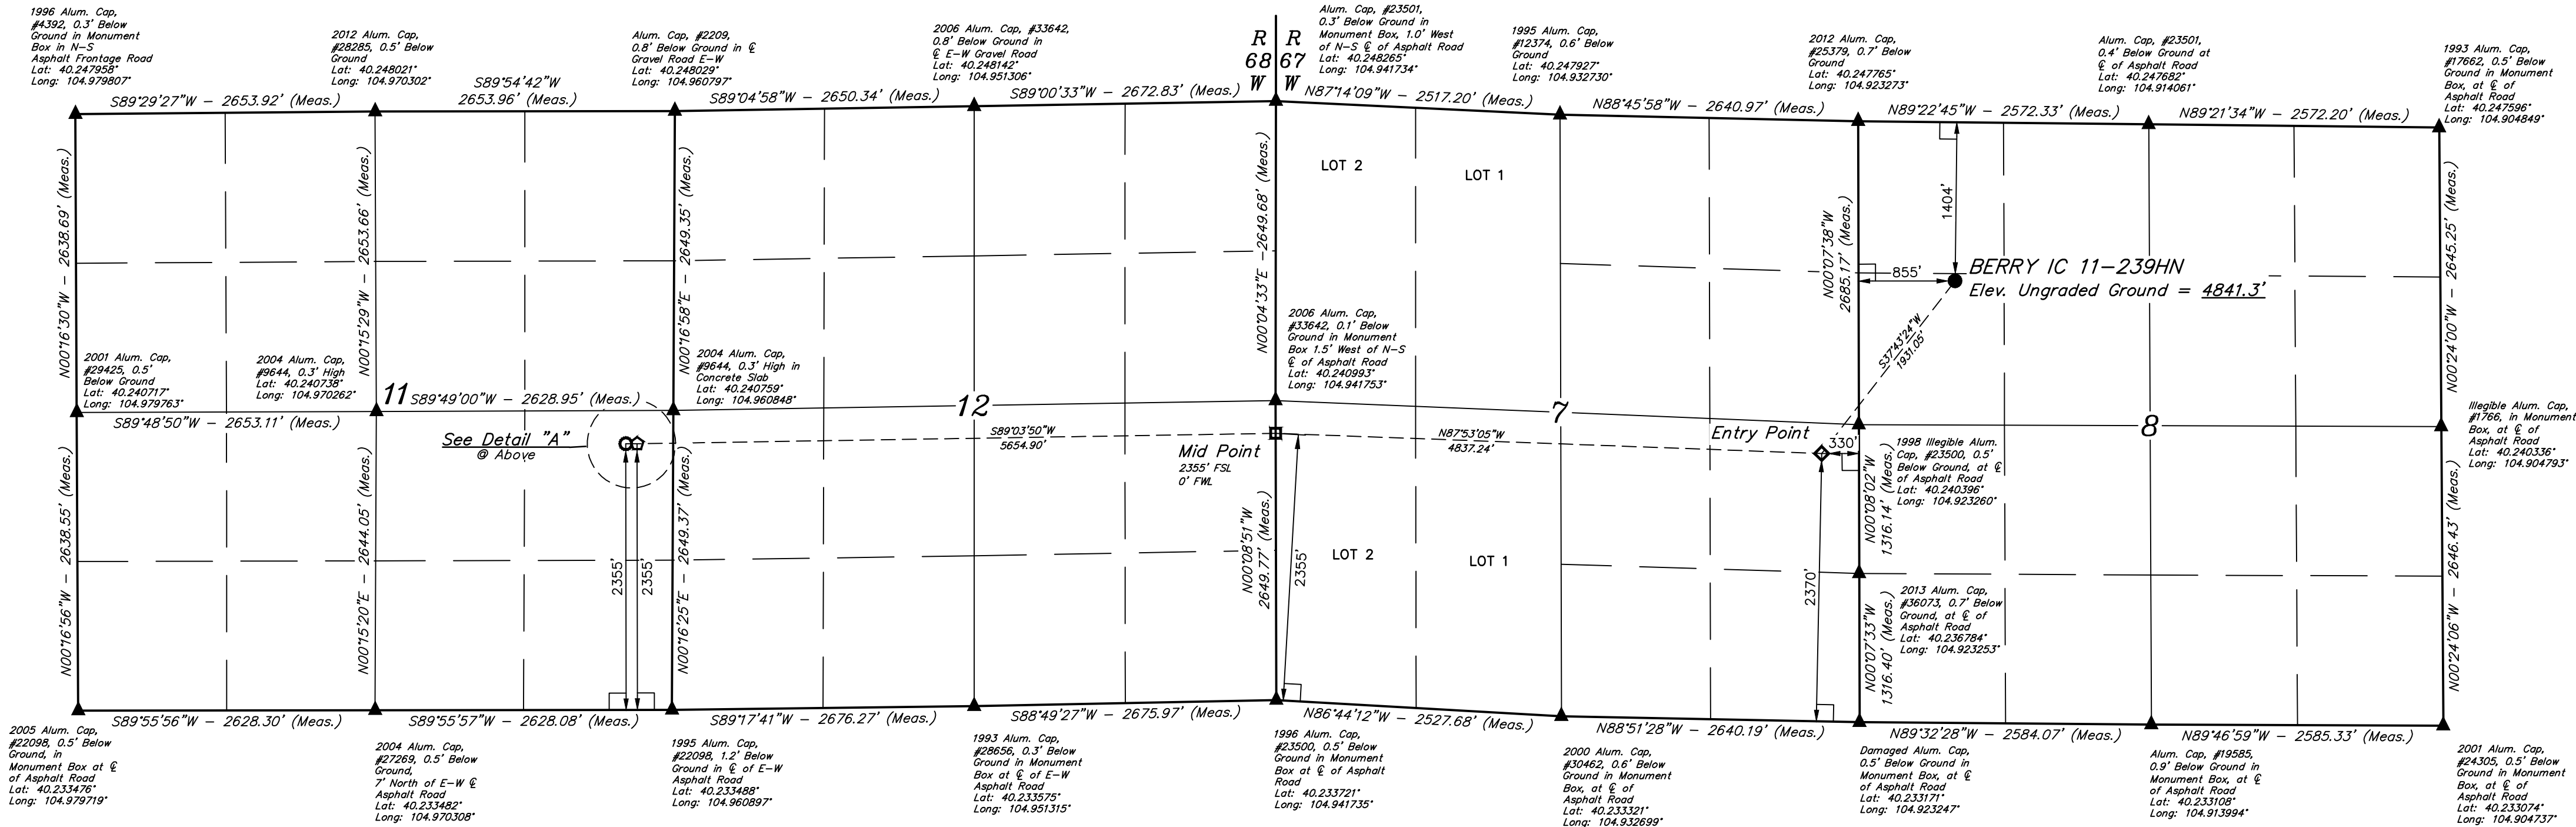 1996 Alum. Cap,
#4392, 0.3' Below
Ground in Monument
Box in N-S
Asphalt Frontage Road
Lat: 40.247958°
Long: 104.979807°
2012 Alum. Cap,
#28285, 0.5' Below
Ground
Lat: 40.248021°
Long: 104.970302°
Alum. Cap, #2209,
0.8' Below Ground in ℄
Gravel Road E-W
Lat: 40.248029°
Long: 104.960797°
2006 Alum. Cap, #33642,
0.8' Below Ground in
℄ E-W Gravel Road
Lat: 40.248142°
Long: 104.951306°
R R
68 67
W W
Alum. Cap, #23501,
0.3' Below Ground in
Monument Box, 1.0' West
of N-S ℄ of Asphalt Road
Lat: 40.248265°
Long: 104.941734°
1995 Alum. Cap,
#12374, 0.6' Below
Ground
Lat: 40.247927°
Long: 104.932730°
2012 Alum. Cap,
#25379, 0.7' Below
Ground
Lat: 40.247765°
Long: 104.923273°
Alum. Cap, #23501,
0.4' Below Ground at
℄ of Asphalt Road
Lat: 40.247682°
Long: 104.914061°
1993 Alum. Cap,
#17662, 0.5' Below
Ground in Monument
Box, at ℄ of
Asphalt Road
Lat: 40.247596°
Long: 104.904849°
S89°29'27"W - 2653.92' (Meas.)
S89°54'42"W
2653.96' (Meas.)
S89°04'58"W - 2650.34' (Meas.)
S89°00'33"W - 2672.83' (Meas.)
N87°14'09"W - 2517.20' (Meas.)
N88°45'58"W - 2640.97' (Meas.)
N89°22'45"W - 2572.33' (Meas.)
N89°21'34"W - 2572.20' (Meas.)
N00°16'30"W - 2638.69' (Meas.)
N00°15'29"W - 2653.66' (Meas.)
N00°16'58"E - 2649.35' (Meas.)
N00°04'33"E - 2649.68' (Meas.)
LOT 2
LOT 1
N00°07'38"W
2685.17' (Meas.)
1404'
855'
BERRY IC 11-239HN
Elev. Ungraded Ground = 4841.3'
S37°43'24"W
1931.05'
N00°24'00"W - 2645.25' (Meas.)
2001 Alum. Cap,
#29425, 0.5'
Below Ground
Lat: 40.240717°
Long: 104.979763°
2004 Alum. Cap,
#9644, 0.3' High
Lat: 40.240738°
Long: 104.970262°
2004 Alum. Cap,
#9644, 0.3' High in
Concrete Slab
Lat: 40.240759°
Long: 104.960848°
2006 Alum. Cap,
#33642, 0.1' Below
Ground in Monument
Box 1.5' West of N-S
℄ of Asphalt Road
Lat: 40.240993°
Long: 104.941753°
11
S89°49'00"W - 2628.95' (Meas.)
S89°48'50"W - 2653.11' (Meas.)
12
7
8
See Detail "A"
@ Above
S89°03'50"W
5654.90'
Mid Point
2355' FSL
0' FWL
N87°53'05"W
4837.24'
Entry Point
330'
1998 Illegible Alum.
Cap, #23500, 0.5'
Below Ground, at ℄
of Asphalt Road
Lat: 40.240396°
Long: 104.923260°
Illegible Alum. Cap,
#1766, in Monument
Box, at ℄ of
Asphalt Road
Lat: 40.240336°
Long: 104.904793°
N00°16'56"W - 2638.55' (Meas.)
N00°15'20"E - 2644.05' (Meas.)
2355'
2355'
N00°16'25"E - 2649.37' (Meas.)
N00°08'51"W
2649.77' (Meas.)
2355'
LOT 2
LOT 1
2370'
N00°08'02"W
1316.14' (Meas.)
N00°07'33"W
1316.40' (Meas.)
2013 Alum. Cap,
#36073, 0.7' Below
Ground, at ℄ of
Asphalt Road
Lat: 40.236784°
Long: 104.923253°
N00°24'06"W - 2646.43' (Meas.)
S89°55'56"W - 2628.30' (Meas.)
S89°55'57"W - 2628.08' (Meas.)
S89°17'41"W - 2676.27' (Meas.)
S88°49'27"W - 2675.97' (Meas.)
N86°44'12"W - 2527.68' (Meas.)
N88°51'28"W - 2640.19' (Meas.)
N89°32'28"W - 2584.07' (Meas.)
N89°46'59"W - 2585.33' (Meas.)
2005 Alum. Cap,
#22098, 0.5' Below
Ground, in
Monument Box at ℄
of Asphalt Road
Lat: 40.233476°
Long: 104.979719°
2004 Alum. Cap,
#27269, 0.5' Below
Ground,
7' North of E-W ℄
Asphalt Road
Lat: 40.233482°
Long: 104.970308°
1995 Alum. Cap,
#22098, 1.2' Below
Ground in ℄ of E-W
Asphalt Road
Lat: 40.233488°
Long: 104.960897°
1993 Alum. Cap,
#28656, 0.3' Below
Ground in Monument
Box at ℄ of E-W
Asphalt Road
Lat: 40.233575°
Long: 104.951315°
1996 Alum. Cap,
#23500, 0.5' Below
Ground in Monument
Box at ℄ of Asphalt
Road
Lat: 40.233721°
Long: 104.941735°
2000 Alum. Cap,
#30462, 0.6' Below
Ground in Monument
Box, at ℄ of
Asphalt Road
Lat: 40.233321°
Long: 104.932699°
Damaged Alum. Cap,
0.5' Below Ground in
Monument Box, at ℄
of Asphalt Road
Lat: 40.233171°
Long: 104.923247°
Alum. Cap, #19585,
0.9' Below Ground in
Monument Box, at ℄
of Asphalt Road
Lat: 40.233108°
Long: 104.913994°
2001 Alum. Cap,
#24305, 0.5' Below
Ground in Monument
Box, at ℄ of
Asphalt Road
Lat: 40.233074°
Long: 104.904737°